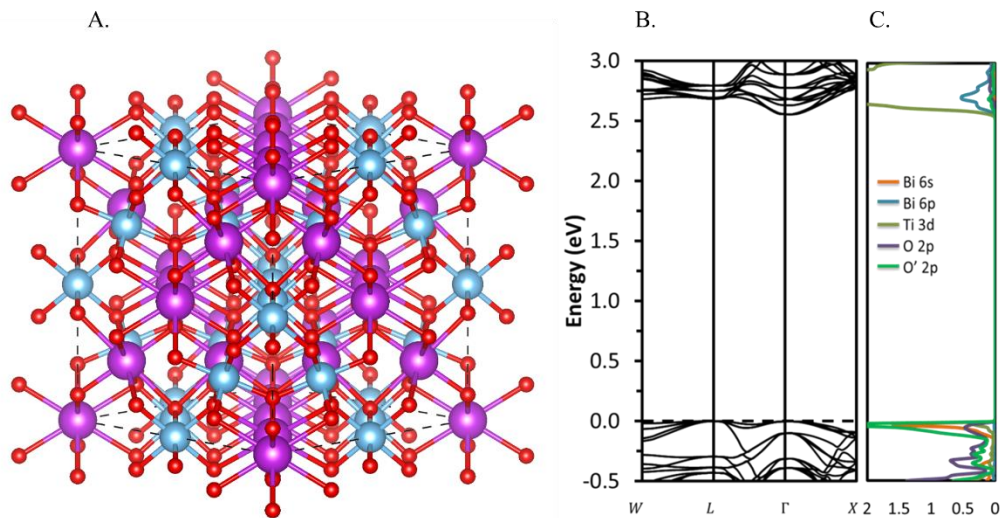 A.
B.
C.
Energy (eV)
3.0
2.5
2.0
1.5
1.0
0.5
0.0
-0.5
W L Γ X
Bi 6s
Bi 6p
Ti 3d
O 2p
O' 2p
2 1.5 1 0.5 0